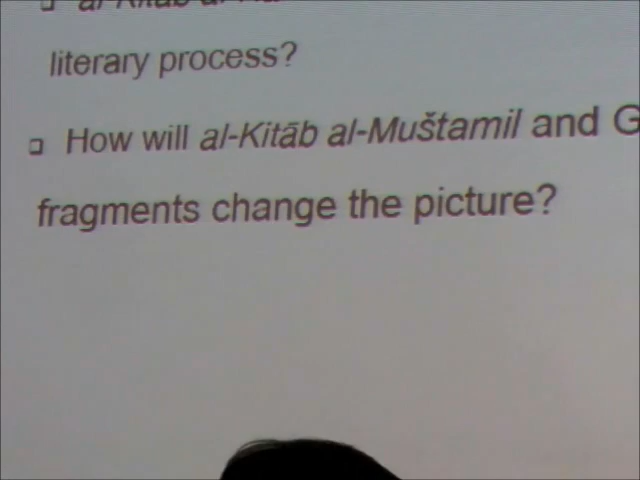 literary process?
How will al-Kitāb al-Muštamil and
fragments change the picture?